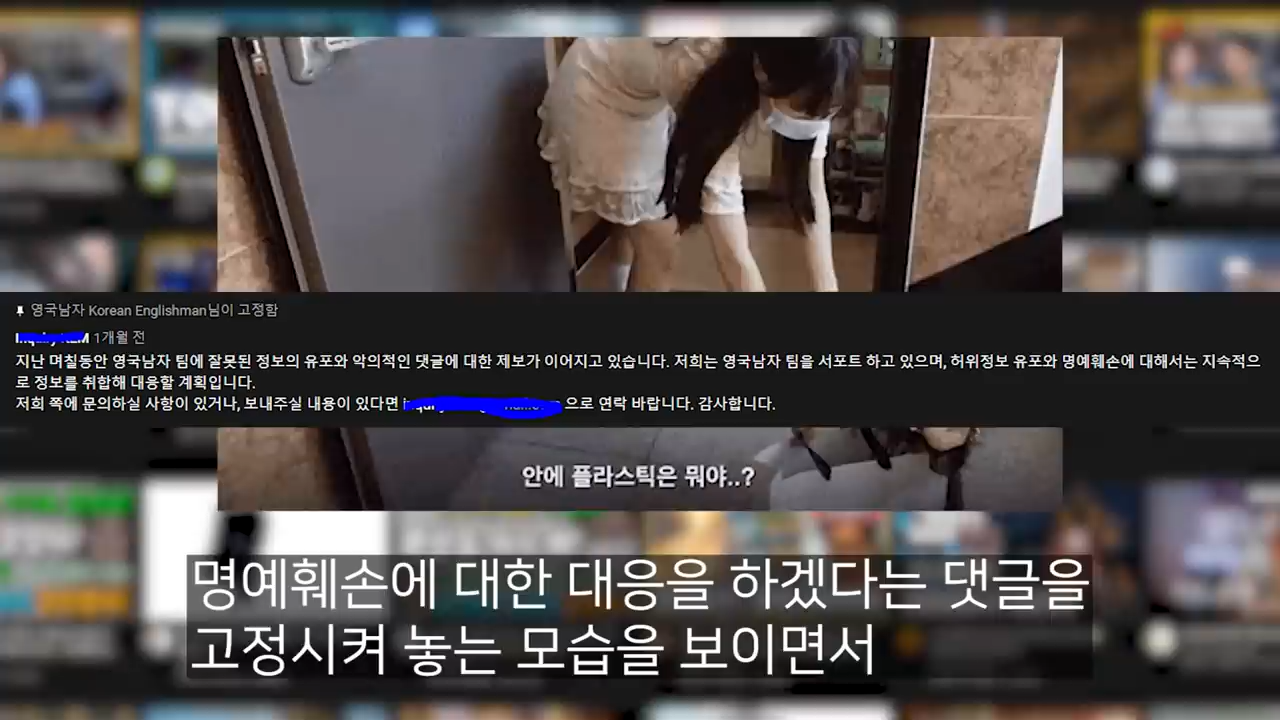 영국남자 Korean Englishman님이 고정함
1개월 전
지난 며칠동안 영국남자 팀에 잘못된 정보의 유포와 악의적인 댓글에 대한 제보가 이어지고 있습니다. 저희는 영국남자 팀을 서포트 하고 있으며, 허위정보 유포와 명예훼손에 대해서는 지속적으
로 정보를 취합해 대응할 계획입니다.
저희 쪽에 문의하실 사항이 있거나, 보내주실 내용이 있다면 으로 연락 바랍니다. 감사합니다.
안에 플라스틱은 뭐야..?
명예훼손에 대한 대응을 하겠다는 댓글을
고정시켜 놓는 모습을 보이면서